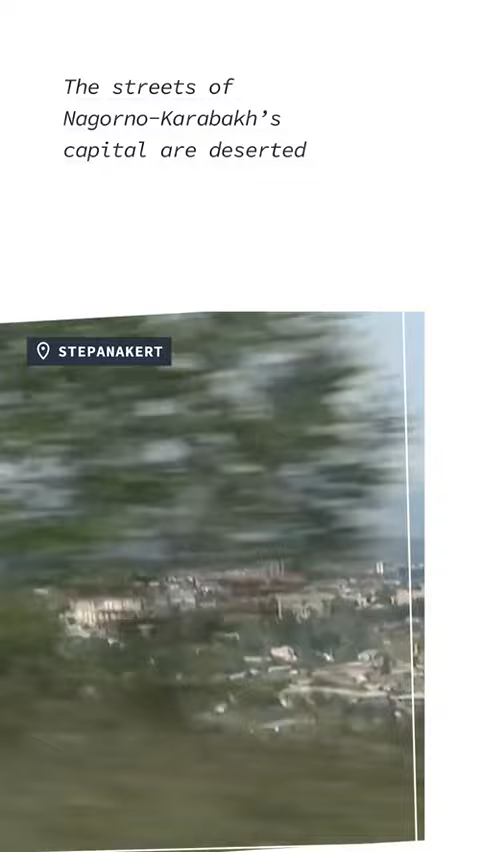 The streets of
Nagorno-Karabakh’s
capital are deserted
STEPANAKERT